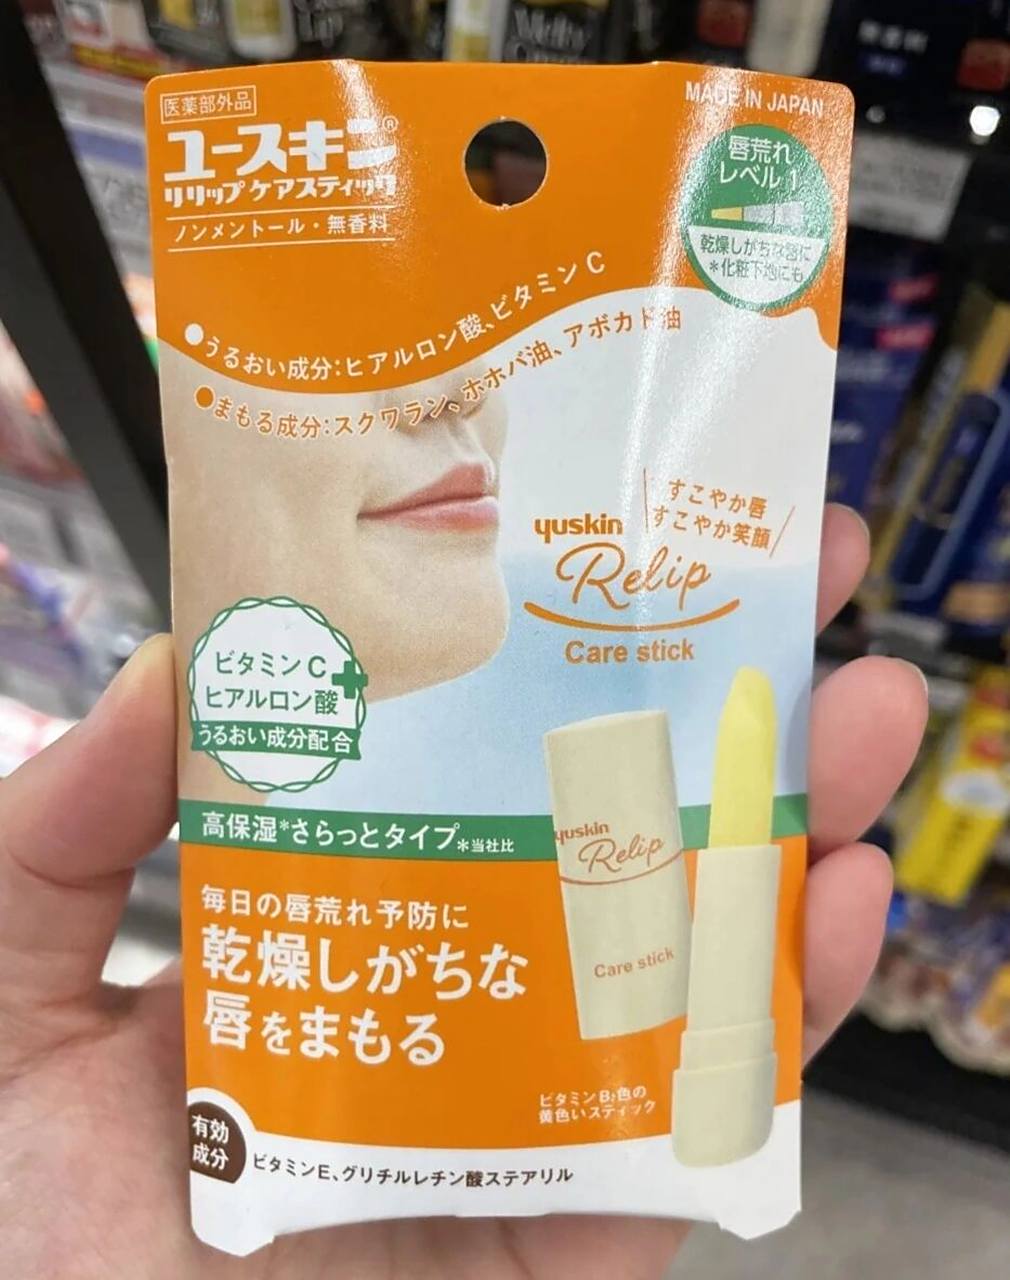 医薬部外品
MADE IN JAPAN
ユースキン®
リリップケアスティック
ノンメントール・無香料
唇荒れ
レベル 1
乾燥しがちな唇に
*化粧下地にも
●うるおい成分:ヒアルロン酸、ビタミンC
●まもる成分:スクワラン、ホホバ油、アボカド油
すこやか唇
すこやか笑顔
yuskin
Relip
Care stick
ビタミンC
ヒアルロン酸
うるおい成分配合
高保湿*さらっとタイプ*当社比
yuskin
Relip
Care stick
毎日の唇荒れ予防に
乾燥しがちな
唇をまもる
ビタミンB₂色の
黄色いスティック
有効
成分
ビタミンE、グリチルレチン酸ステアリル